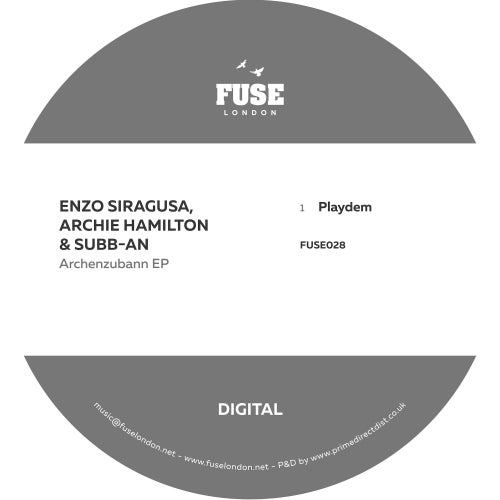 FUSE
LONDON
ENZO SIRAGUSA,
ARCHIE HAMILTON
& SUBB-AN
Archenzubann EP
1 Playdem
FUSE028
DIGITAL
music@fuselondon.net - www.fuselondon.net - P&D by www.primedirectdist.co.uk